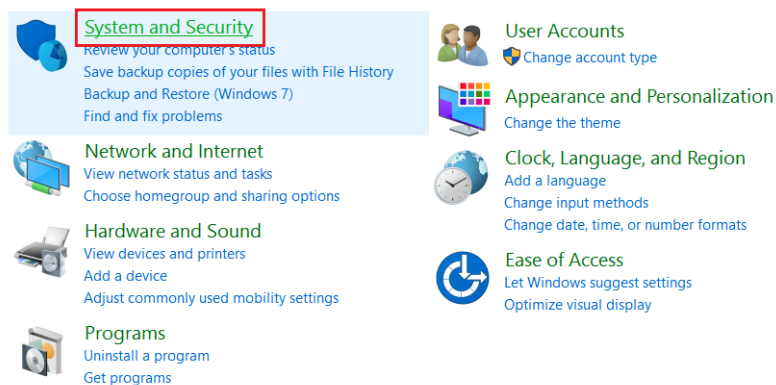 System and Security
Review your computer's status
Save backup copies of your files with File History
Backup and Restore (Windows 7)
Find and fix problems
Network and Internet
View network status and tasks
Choose homegroup and sharing options
Hardware and Sound
View devices and printers
Add a device
Adjust commonly used mobility settings
Programs
Uninstall a program
Get programs
User Accounts
Change account type
Appearance and Personalization
Change the theme
Clock, Language, and Region
Add a language
Change input methods
Change date, time, or number formats
Ease of Access
Let Windows suggest settings
Optimize visual display